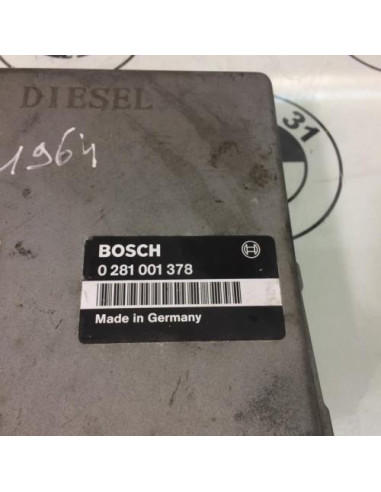 DIESEL
31
1964
BOSCH
0 281 001 378
Made in Germany